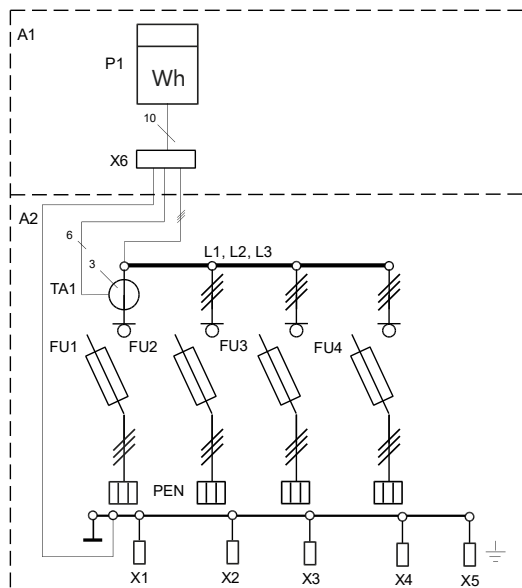 A1
P1
Wh
10
X6
A2
6
L1, L2, L3
3
TA1
FU1
FU2
FU3
FU4
PEN
X1
X2
X3
X4
X5